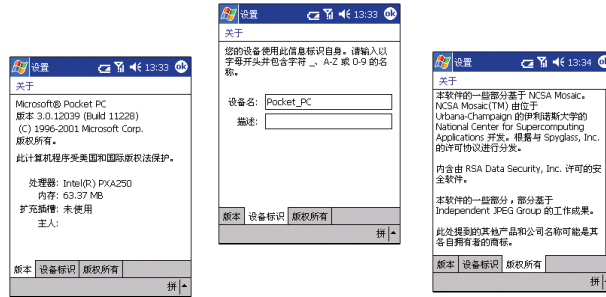 设置
13:33
ok
关于
Microsoft® Pocket PC
版本 3.0.12039 (Build 11228)
(C) 1996-2001 Microsoft Corp.
版权所有。
此计算机程序受美国和国际版权法保护。
处理器: Intel(R) PXA250
内存: 63.37 MB
扩充插槽: 未使用
主人:
版本 设备标识 版权所有
拼
设置
13:33
ok
关于
您的设备使用此信息标识自身。请输入以
字母开头并包含字符 _、A-Z 或 0-9 的名
称。
设备名: Pocket_PC
描述:
版本 设备标识 版权所有
拼
设置
13:34
ok
关于
本软件的一些部分基于 NCSA Mosaic。
NCSA Mosaic(TM) 由位于
Urbana-Champaign 的伊利诺斯大学的
National Center for Supercomputing
Applications 开发。根据与 Spyglass, Inc.
的许可协议进行分发。
内含由 RSA Data Security, Inc. 许可的安
全软件。
本软件的一些部分，部分基于
Independent JPEG Group 的工作成果。
此处提到的其他产品和公司名称可能是其
各自拥有者的商标。
版本 设备标识 版权所有
拼